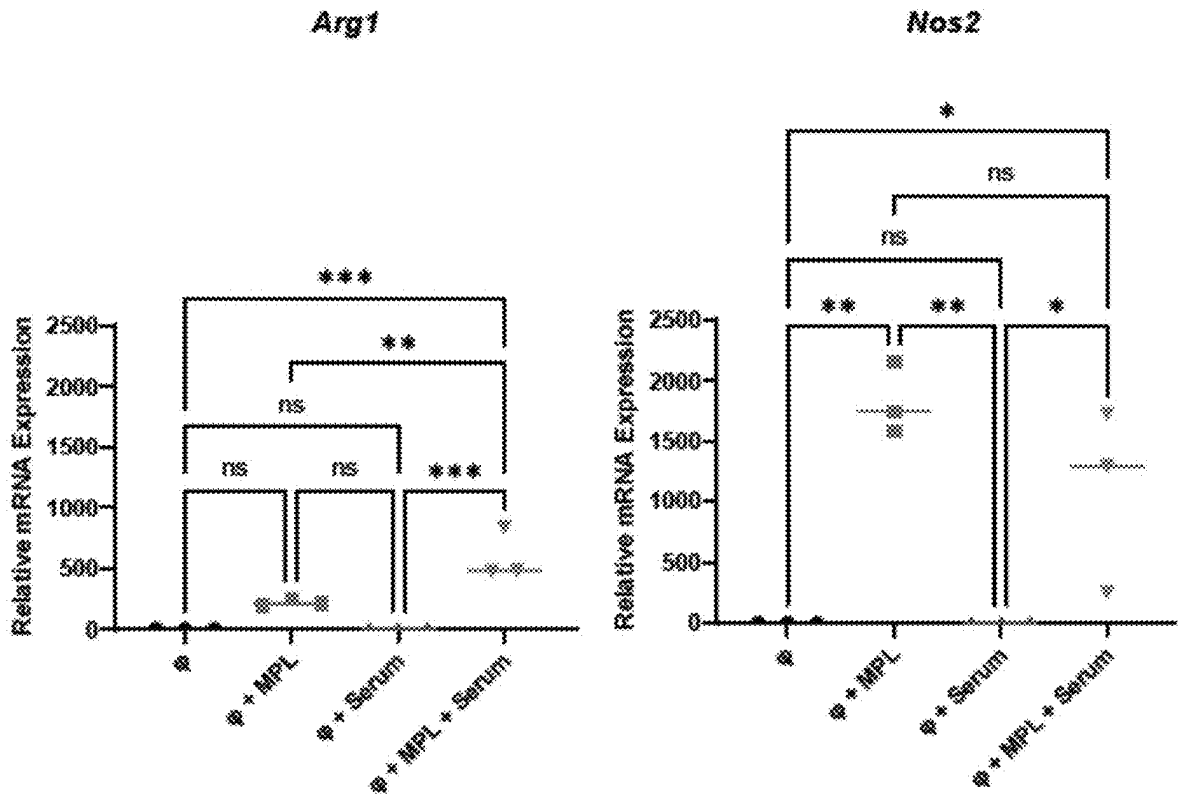 Arg1
***
**
ns
ns
ns
***
Relative mRNA Expression
2500
2000
1500
1000
500
0
φ
φ + MPL
φ + Serum
φ + MPL + Serum
Nos2
*
ns
ns
**
**
*
Relative mRNA Expression
2500
2000
1500
1000
500
0
φ
φ + MPL
φ + Serum
φ + MPL + Serum